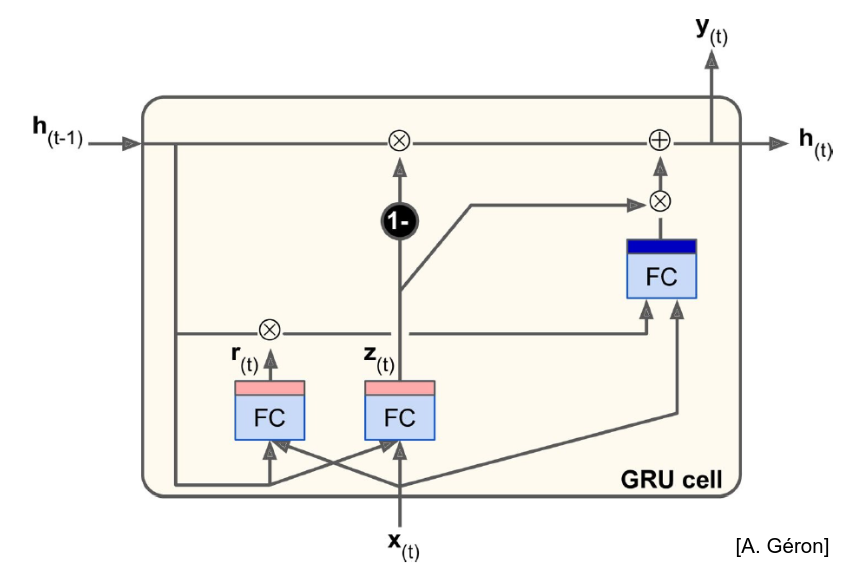 y(t)
h(t-1)
h(t)
1-
FC
r(t)
z(t)
FC
FC
GRU cell
x(t)
[A. Géron]